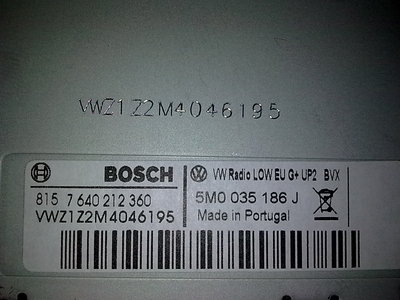 VWZ1Z2M4046195
BOSCH
VW Radio LOW EU G+ UP2 BVX
815 7 640 212 360
5M0 035 186 J
VWZ1Z2M4046195
Made in Portugal